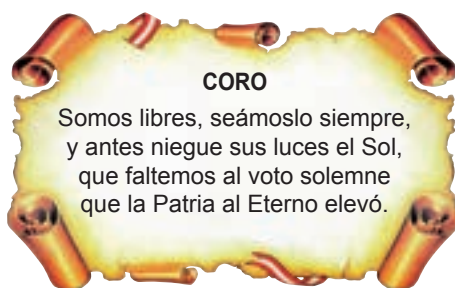 CORO
Somos libres, seámoslo siempre,
y antes niegue sus luces el Sol,
que faltemos al voto solemne
que la Patria al Eterno elevó.